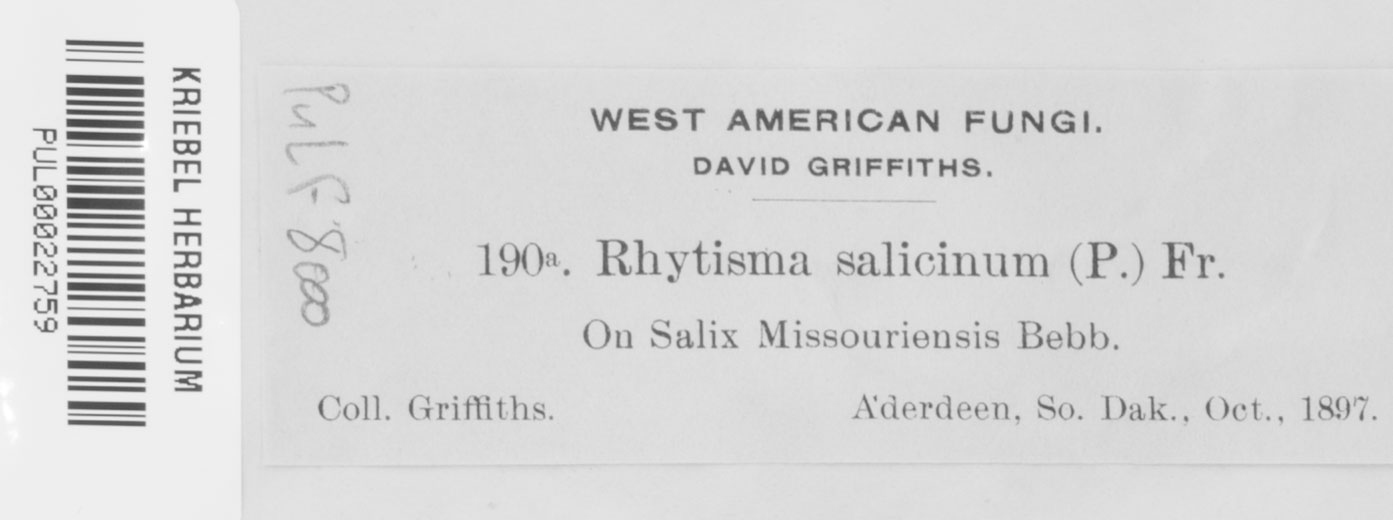 KRIEBEL HERBARIUM
PUL00022759
PuL F 8000
WEST AMERICAN FUNGI.
DAVID GRIFFITHS.
190a. Rhytisma salicinum (P.) Fr.
On Salix Missouriensis Bebb.
Coll. Griffiths. A'derdeen, So. Dak., Oct., 1897.